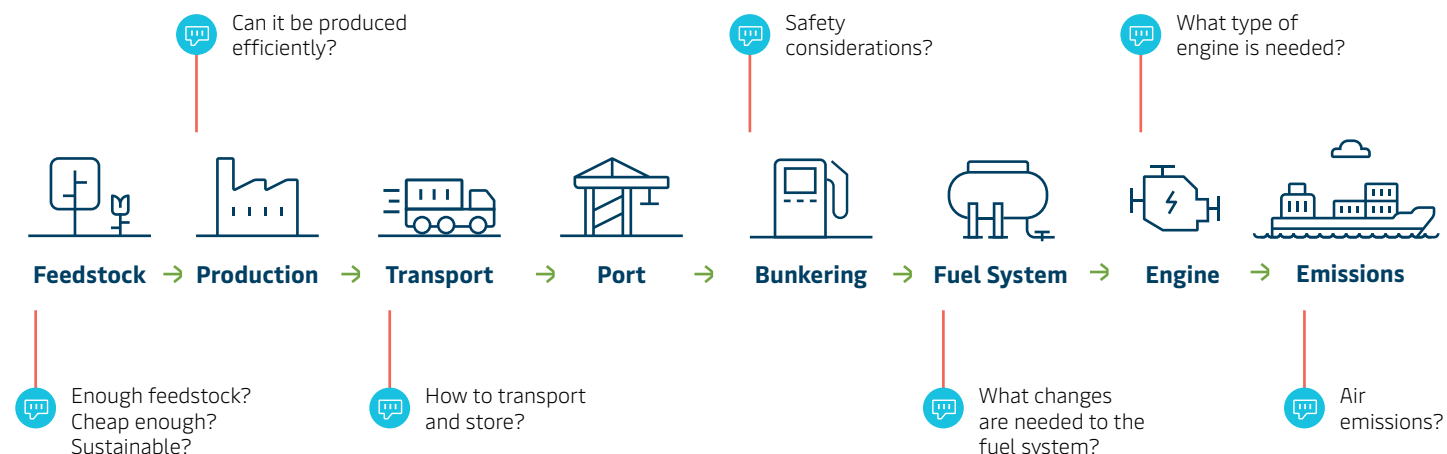 Can it be produced
efficiently?
Safety
considerations?
What type of
engine is needed?
Feedstock → Production → Transport → Port → Bunkering → Fuel System → Engine → Emissions
Enough feedstock?
Cheap enough?
Sustainable?
How to transport
and store?
What changes
are needed to the
fuel system?
Air
emissions?